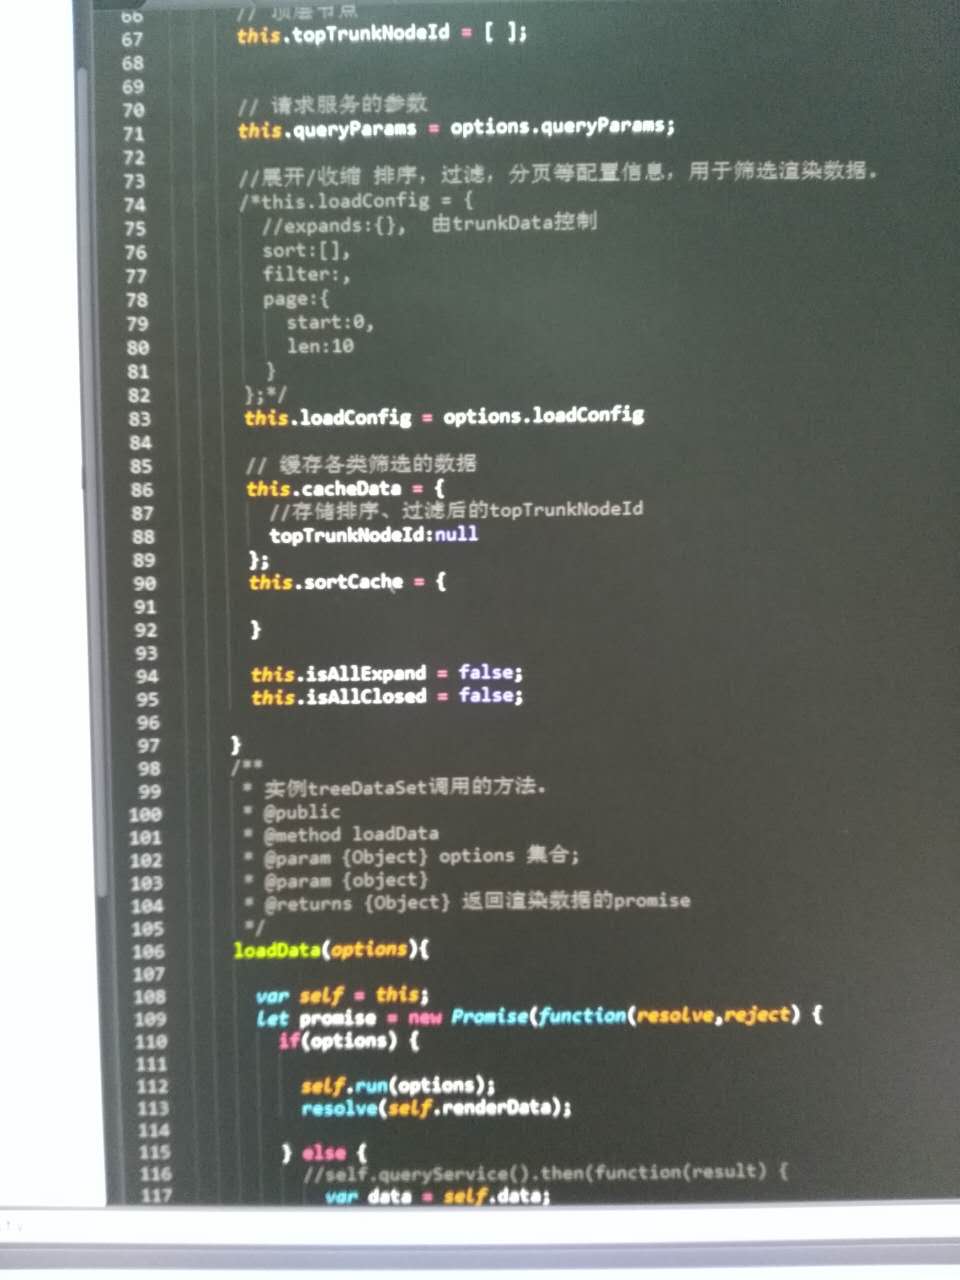 66 // 顶层节点
67 this.topTrunkNodeId = [ ];
68
69
70 // 请求服务的参数
71 this.queryParams = options.queryParams;
72
73 //展开/收缩 排序，过滤，分页等配置信息，用于筛选渲染数据。
74 /*this.loadConfig = {
75 //expands:{}, 由trunkData控制
76 sort:[],
77 filter:,
78 page:{
79 start:0,
80 len:10
81 }
82 };*/
83 this.loadConfig = options.loadConfig
84
85 // 缓存各类筛选的数据
86 this.cacheData = {
87 //存储排序、过滤后的topTrunkNodeId
88 topTrunkNodeId:null
89 };
90 this.sortCache = {
91
92 }
93
94 this.isAllExpand = false;
95 this.isAllClosed = false;
96
97 }
98 /**
99 * 实例treeDataSet调用的方法。
100 * @public
101 * @method loadData
102 * @param {Object} options 集合;
103 * @param {object}
104 * @returns {Object} 返回渲染数据的promise
105 */
106 loadData(options){
107
108 var self = this;
109 let promise = new Promise(function(resolve,reject) {
110 if(options) {
111
112 self.run(options);
113 resolve(self.renderData);
114
115 } else {
116 //self.queryService().then(function(result) {
117 var data = self.data;